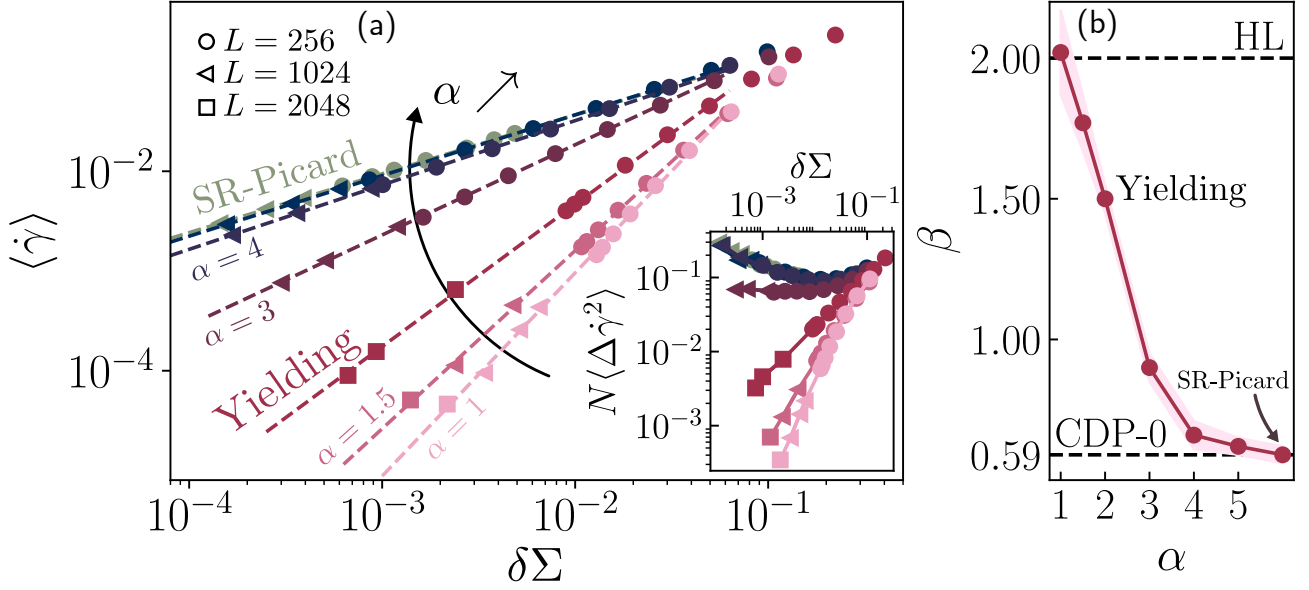 (a)
L = 256
L = 1024
L = 2048
α
SR-Picard
α = 4
α = 3
Yielding
α = 1.5
α = 1
⟨γ̇⟩
10⁻²
10⁻⁴
10⁻⁴
10⁻³
10⁻²
10⁻¹
δΣ
δΣ
10⁻³
10⁻¹
N⟨Δγ̇²⟩
10⁻¹
10⁻²
10⁻³
(b)
HL
2.00
1.50
1.00
0.59
β
Yielding
SR-Picard
CDP-0
1
2
3
4
5
α